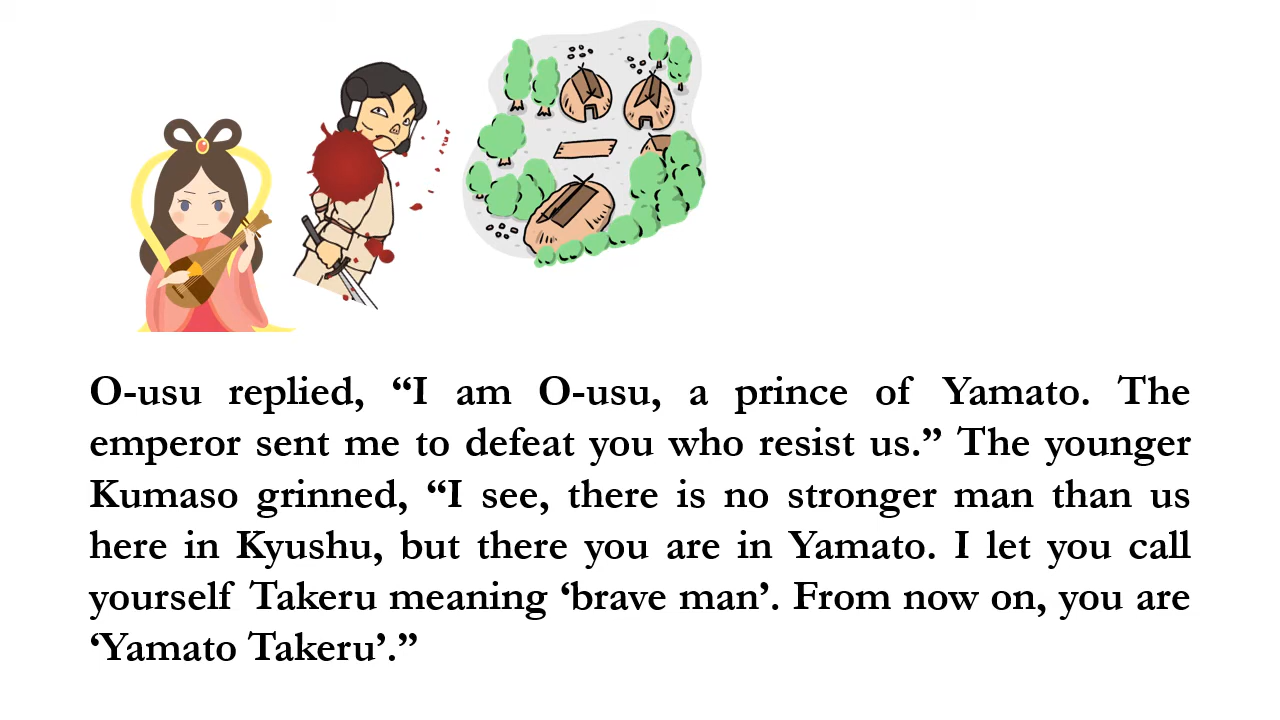 O-usu replied, “I am O-usu, a prince of Yamato. The
emperor sent me to defeat you who resist us.” The younger
Kumaso grinned, “I see, there is no stronger man than us
here in Kyushu, but there you are in Yamato. I let you call
yourself Takeru meaning ‘brave man’. From now on, you are
‘Yamato Takeru’.”